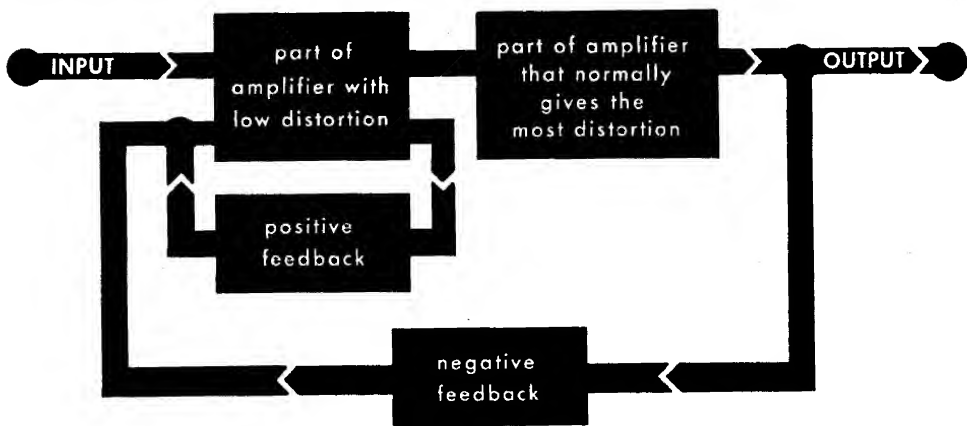 INPUT
part of
amplifier with
low distortion
part of amplifier
that normally
gives the
most distortion
OUTPUT
positive
feedback
negative
feedback